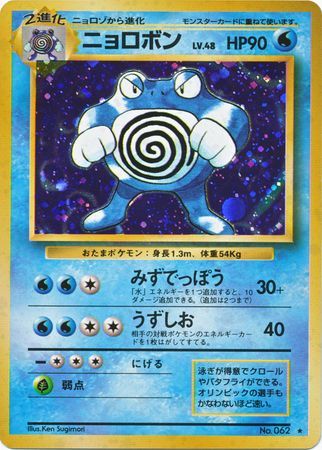 2進化 ニョロゾから進化 モンスターカードに重ねて使います。
ニョロボン LV.48 HP90
おたまポケモン：身長1.3m、体重54Kg
みずでっぽう 30+
「水」エネルギーを1つ追加すると、10
ダメージ追加できる。（追加は2つまで）
うずしお 40
相手の対戦ポケモンのエネルギーカー
ドを1枚はがしてすてる。
にげる
弱点
泳ぎが得意でクロール
やバタフライができる。
オリンピックの選手も
かなわないほど速い。
Illus.Ken Sugimori
No.062 ★